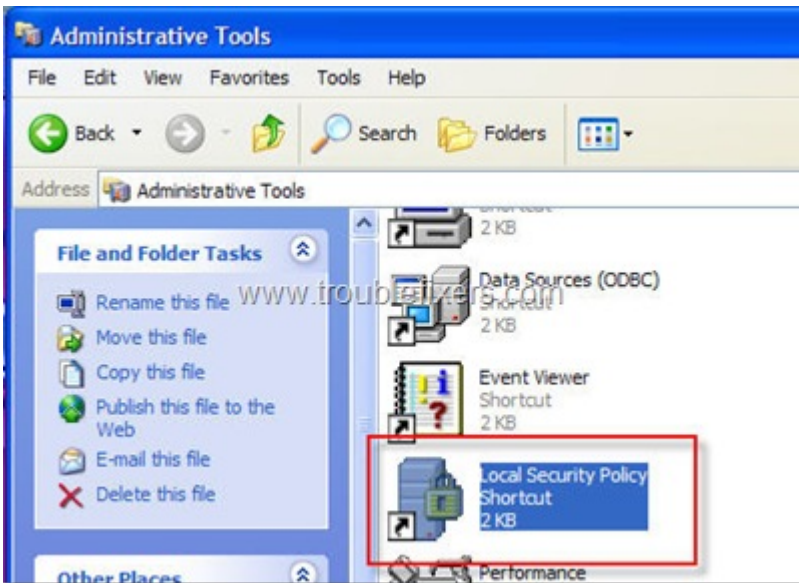 Administrative Tools
File Edit View Favorites Tools Help
Back Search Folders
Address Administrative Tools
File and Folder Tasks
Rename this file
Move this file
Copy this file
Publish this file to the
Web
E-mail this file
Delete this file
Other Places
Shortcut
2 KB
Data Sources (ODBC)
Shortcut
2 KB
Event Viewer
Shortcut
2 KB
Local Security Policy
Shortcut
2 KB
Performance
www.troublefixers.com